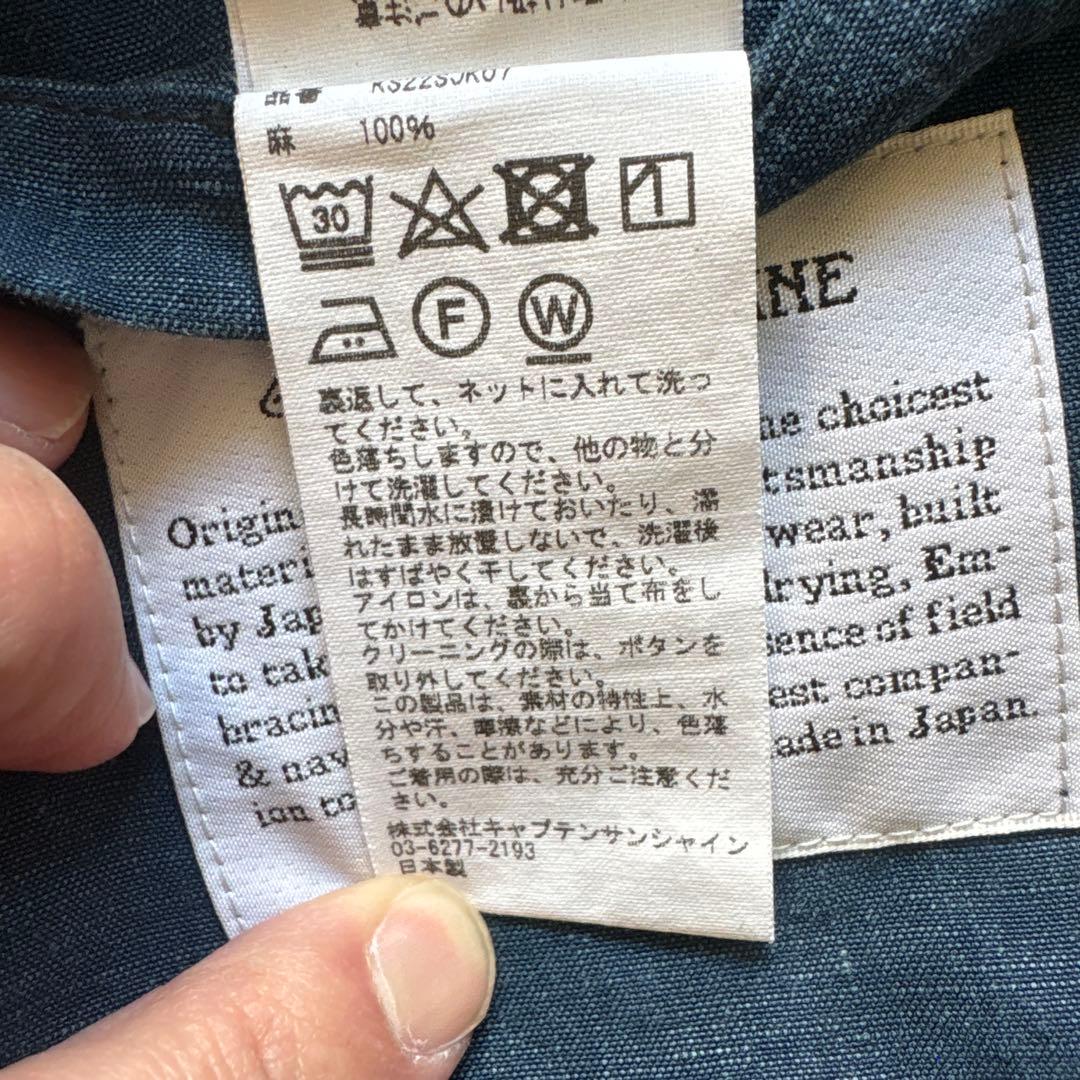 品番 KS22SJK07
麻 100%
30
1
F
W
裏返して、ネットに入れて洗っ
てください。
色落ちしますので、他の物と分
けて洗濯してください。
長時間水に漬けておいたり、濡
れたまま放置しないで、洗濯後
はすばやく干してください。
アイロンは、裏から当て布をし
てかけてください。
クリーニングの際は、ボタンを
取り外してください。
この製品は、素材の特性上、水
分や汗、摩擦などにより、色落
ちすることがあります。
ご着用の際は、充分ご注意くだ
さい。
株式会社キャプテンサンシャイン
03-6277-2193
日本製
INE
he choicest
Origin tsmanship
materi wear, built
by Jap drying, Em-
to tak sence of field
bracin est compan-
& nav ade in Japan.
ian to